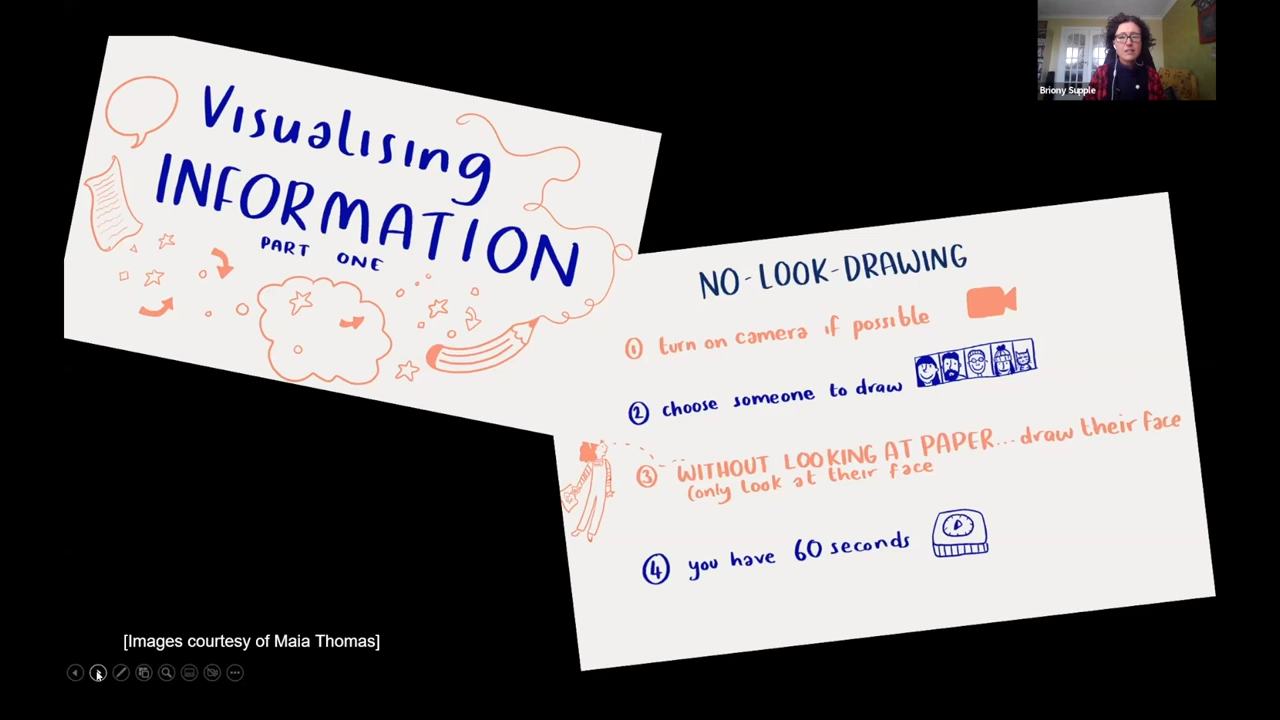 Briony Supple
Visualising
INFORMATION
PART ONE
NO-LOOK-DRAWING
① turn on camera if possible
② choose someone to draw
③ WITHOUT LOOKING AT PAPER... draw their face
(only look at their face
④ you have 60 seconds
[Images courtesy of Maia Thomas]